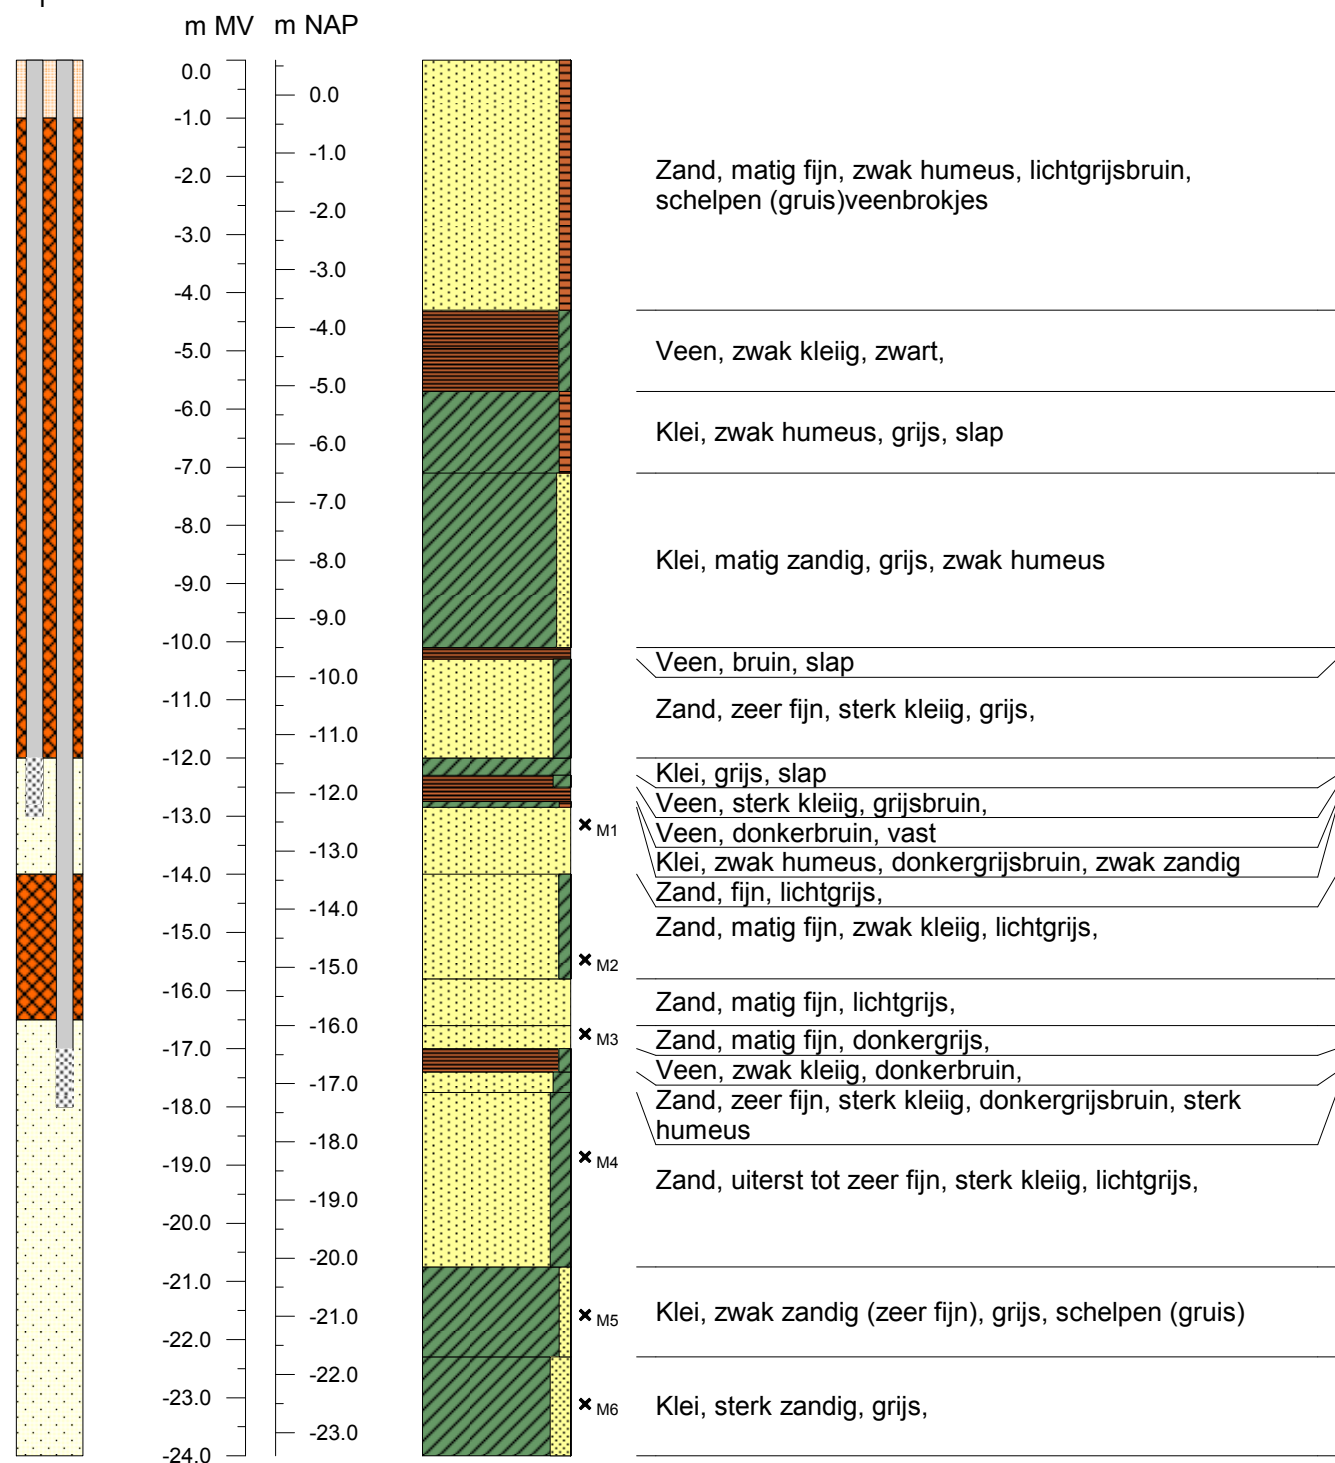 m MV m NAP
0.0
-1.0
-2.0
-3.0
-4.0
-5.0
-6.0
-7.0
-8.0
-9.0
-10.0
-11.0
-12.0
-13.0
-14.0
-15.0
-16.0
-17.0
-18.0
-19.0
-20.0
-21.0
-22.0
-23.0
-24.0
0.0
-1.0
-2.0
-3.0
-4.0
-5.0
-6.0
-7.0
-8.0
-9.0
-10.0
-11.0
-12.0
-13.0
-14.0
-15.0
-16.0
-17.0
-18.0
-19.0
-20.0
-21.0
-22.0
-23.0
M1
M2
M3
M4
M5
M6
Zand, matig fijn, zwak humeus, lichtgrijsbruin,
schelpen (gruis)veenbrokjes
Veen, zwak kleiig, zwart,
Klei, zwak humeus, grijs, slap
Klei, matig zandig, grijs, zwak humeus
Veen, bruin, slap
Zand, zeer fijn, sterk kleiig, grijs,
Klei, grijs, slap
Veen, sterk kleiig, grijsbruin,
Veen, donkerbruin, vast
Klei, zwak humeus, donkergrijsbruin, zwak zandig
Zand, fijn, lichtgrijs,
Zand, matig fijn, zwak kleiig, lichtgrijs,
Zand, matig fijn, lichtgrijs,
Zand, matig fijn, donkergrijs,
Veen, zwak kleiig, donkerbruin,
Zand, zeer fijn, sterk kleiig, donkergrijsbruin, sterk
humeus
Zand, uiterst tot zeer fijn, sterk kleiig, lichtgrijs,
Klei, zwak zandig (zeer fijn), grijs, schelpen (gruis)
Klei, sterk zandig, grijs,